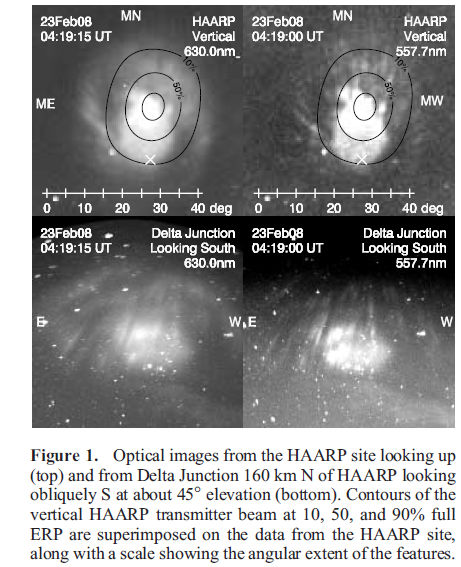 MN
23Feb08
04:19:15 UT
HAARP
Vertical
630.0nm
10%
50%
ME
0 10 20 30 40 deg
MN
23Feb08
04:19:00 UT
HAARP
Vertical
557.7nm
10%
50%
MW
0 10 20 30 40 deg
23Feb08
04:19:15 UT
Delta Junction
Looking South
630.0nm
E
W
23Feb08
04:19:00 UT
Delta Junction
Looking South
557.7nm
E
W
Figure 1. Optical images from the HAARP site looking up
(top) and from Delta Junction 160 km N of HAARP looking
obliquely S at about 45° elevation (bottom). Contours of the
vertical HAARP transmitter beam at 10, 50, and 90% full
ERP are superimposed on the data from the HAARP site,
along with a scale showing the angular extent of the features.